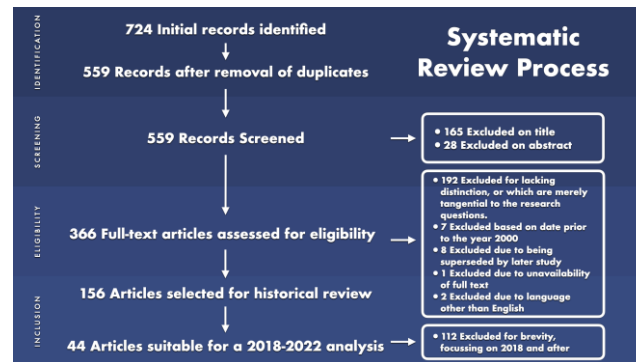 724 Initial records identified
559 Records after removal of duplicates
Systematic
Review Process
IDENTIFICATION
559 Records Screened
• 165 Excluded on title
• 28 Excluded on abstract
SCREENING
366 Full-text articles assessed for eligibility
• 192 Excluded for lacking
distinction, or which are merely
tangential to the research
questions.
• 7 Excluded based on date prior
to the year 2000
• 8 Excluded due to being
superseded by later study
• 1 Excluded due to unavailability
of full text
• 2 Excluded due to language
other than English
ELIGIBILITY
156 Articles selected for historical review
44 Articles suitable for a 2018-2022 analysis
• 112 Excluded for brevity,
focussing on 2018 and after
INCLUSION